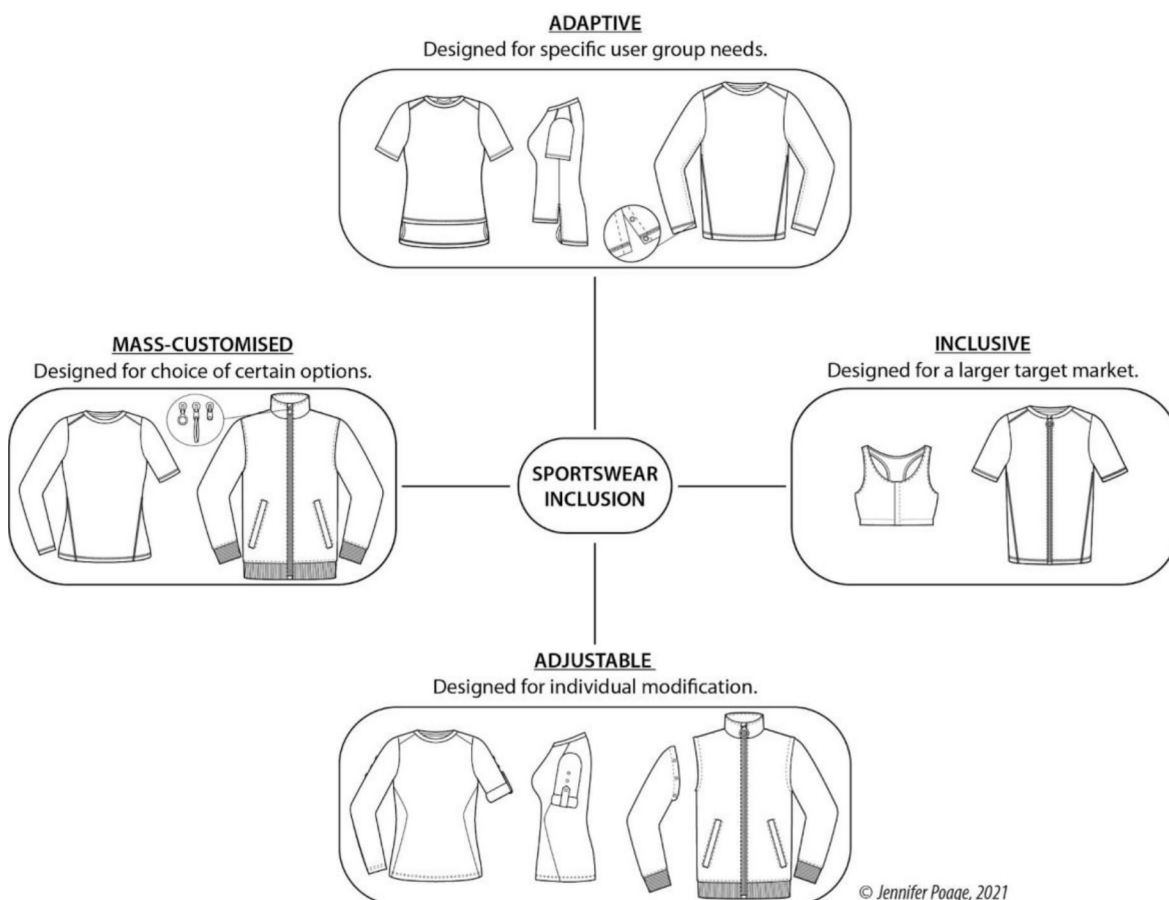 ADAPTIVE
Designed for specific user group needs.
MASS-CUSTOMISED
Designed for choice of certain options.
INCLUSIVE
Designed for a larger target market.
SPORTSWEAR
INCLUSION
ADJUSTABLE
Designed for individual modification.
© Jennifer Poage, 2021